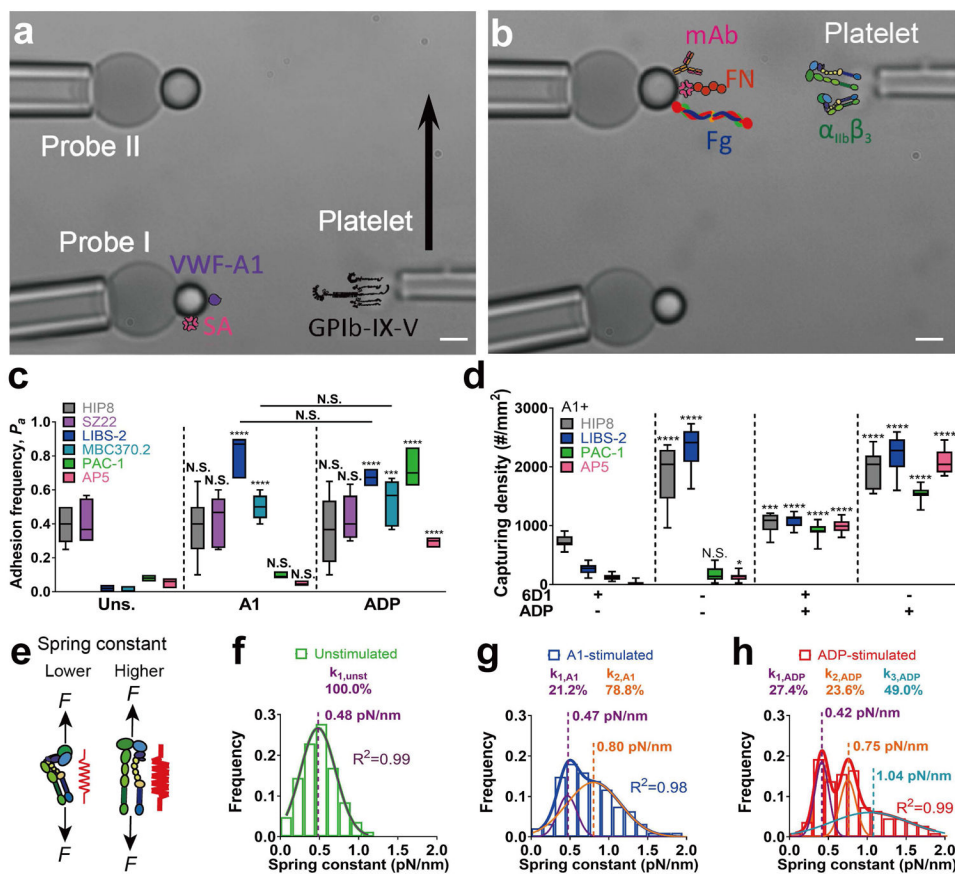 a
Probe II
Probe I
VWF-A1
SA
Platelet
GPIb-IX-V
b
mAb
FN
Fg
Platelet
αIIbβ3
c
HIP8
SZ22
LIBS-2
MBC370.2
PAC-1
AP5
Adhesion frequency, Pa
1.0
0.8
0.6
0.4
0.2
0.0
N.S.
N.S.
**** 
N.S. N.S. **** N.S. N.S.
N.S. N.S. **** *** **** ****
Uns. A1 ADP
d
A1+
HIP8
LIBS-2
PAC-1
AP5
Capturing density (#/mm²)
3000
2000
1000
0
**** **** N.S. *
*** **** **** ****
**** **** **** ****
6D1 + - + -
ADP - - + +
e
Spring constant
Lower Higher
F F
F F
f
Unstimulated
k1,unst
100.0%
0.48 pN/nm
R²=0.99
Frequency
0.3
0.2
0.1
0.0
0.0 0.5 1.0 1.5 2.0
Spring constant (pN/nm)
g
A1-stimulated
k1,A1 k2,A1
21.2% 78.8%
0.47 pN/nm
0.80 pN/nm
R²=0.98
Frequency
0.3
0.2
0.1
0.0
0.0 0.5 1.0 1.5 2.0
Spring constant (pN/nm)
h
ADP-stimulated
k1,ADP k2,ADP k3,ADP
27.4% 23.6% 49.0%
0.42 pN/nm
0.75 pN/nm
1.04 pN/nm
R²=0.99
Frequency
0.3
0.2
0.1
0.0
0.0 0.5 1.0 1.5 2.0
Spring constant (pN/nm)